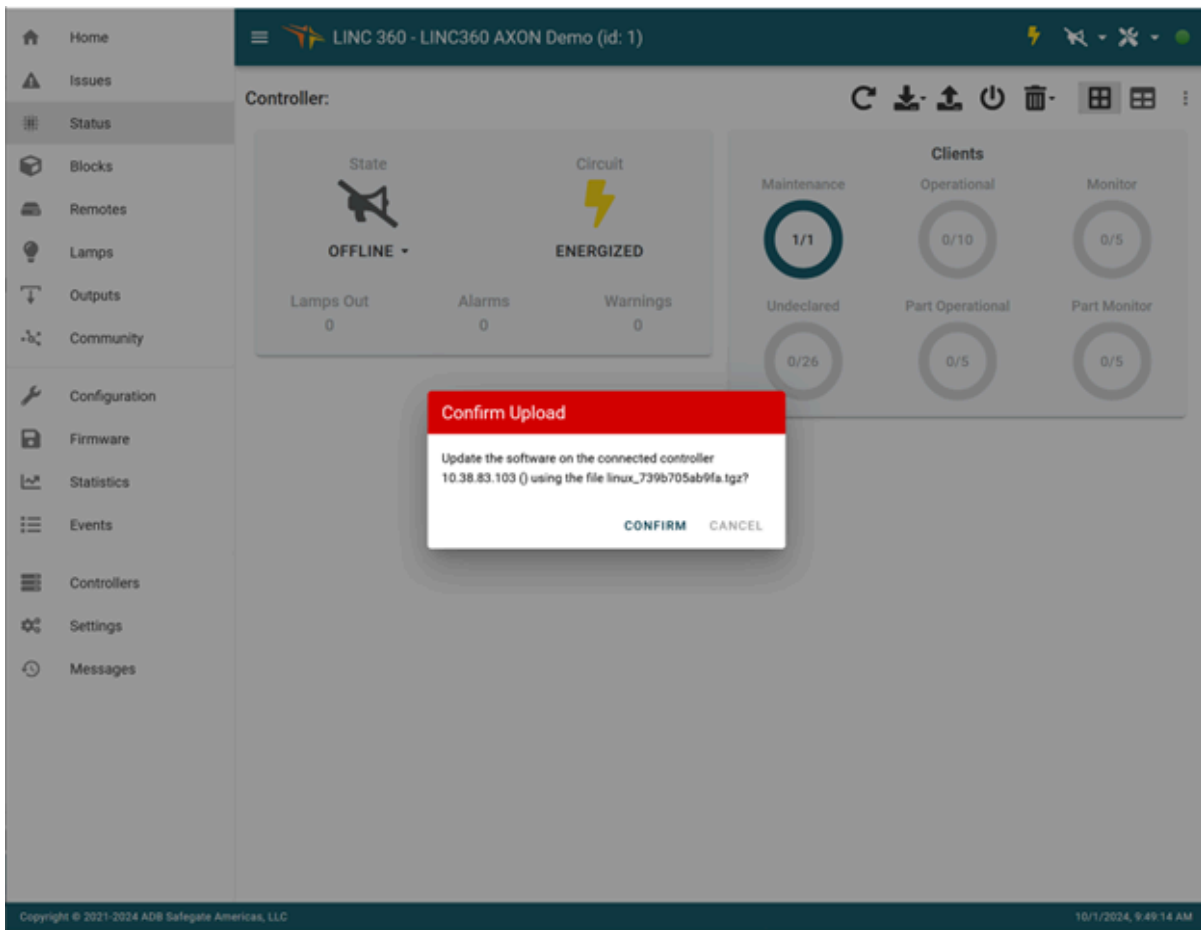 Home
Issues
Status
Blocks
Remotes
Lamps
Outputs
Community
Configuration
Firmware
Statistics
Events
Controllers
Settings
Messages
LINC 360 - LINC360 AXON Demo (id: 1)
Controller:
State
Circuit
OFFLINE
ENERGIZED
Lamps Out
Alarms
Warnings
0
0
0
Clients
Maintenance
Operational
Monitor
1/1
0/10
0/5
Undeclared
Part Operational
Part Monitor
0/26
0/5
0/5
Confirm Upload
Update the software on the connected controller
10.38.83.103 () using the file linux_739b705ab9fa.tgz?
CONFIRM
CANCEL
Copyright © 2021-2024 ADB Safegate Americas, LLC
10/1/2024, 9:49:14 AM